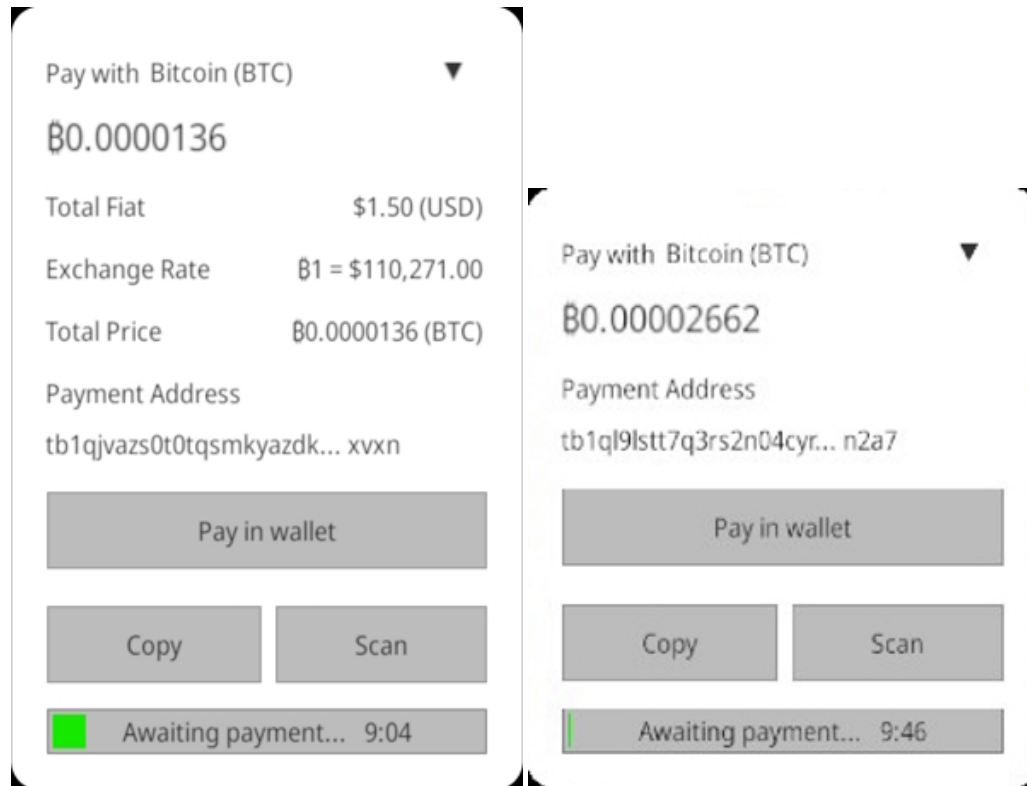 Pay with Bitcoin (BTC) ▼
₿0.0000136
Total Fiat $1.50 (USD)
Exchange Rate ₿1 = $110,271.00
Total Price ₿0.0000136 (BTC)
Payment Address
tb1qjvazs0t0tqsmkyazdk... xvxn
Pay in wallet
Copy Scan
Awaiting payment... 9:04
Pay with Bitcoin (BTC) ▼
₿0.00002662
Payment Address
tb1ql9lstt7q3rs2n04cyr... n2a7
Pay in wallet
Copy Scan
Awaiting payment... 9:46